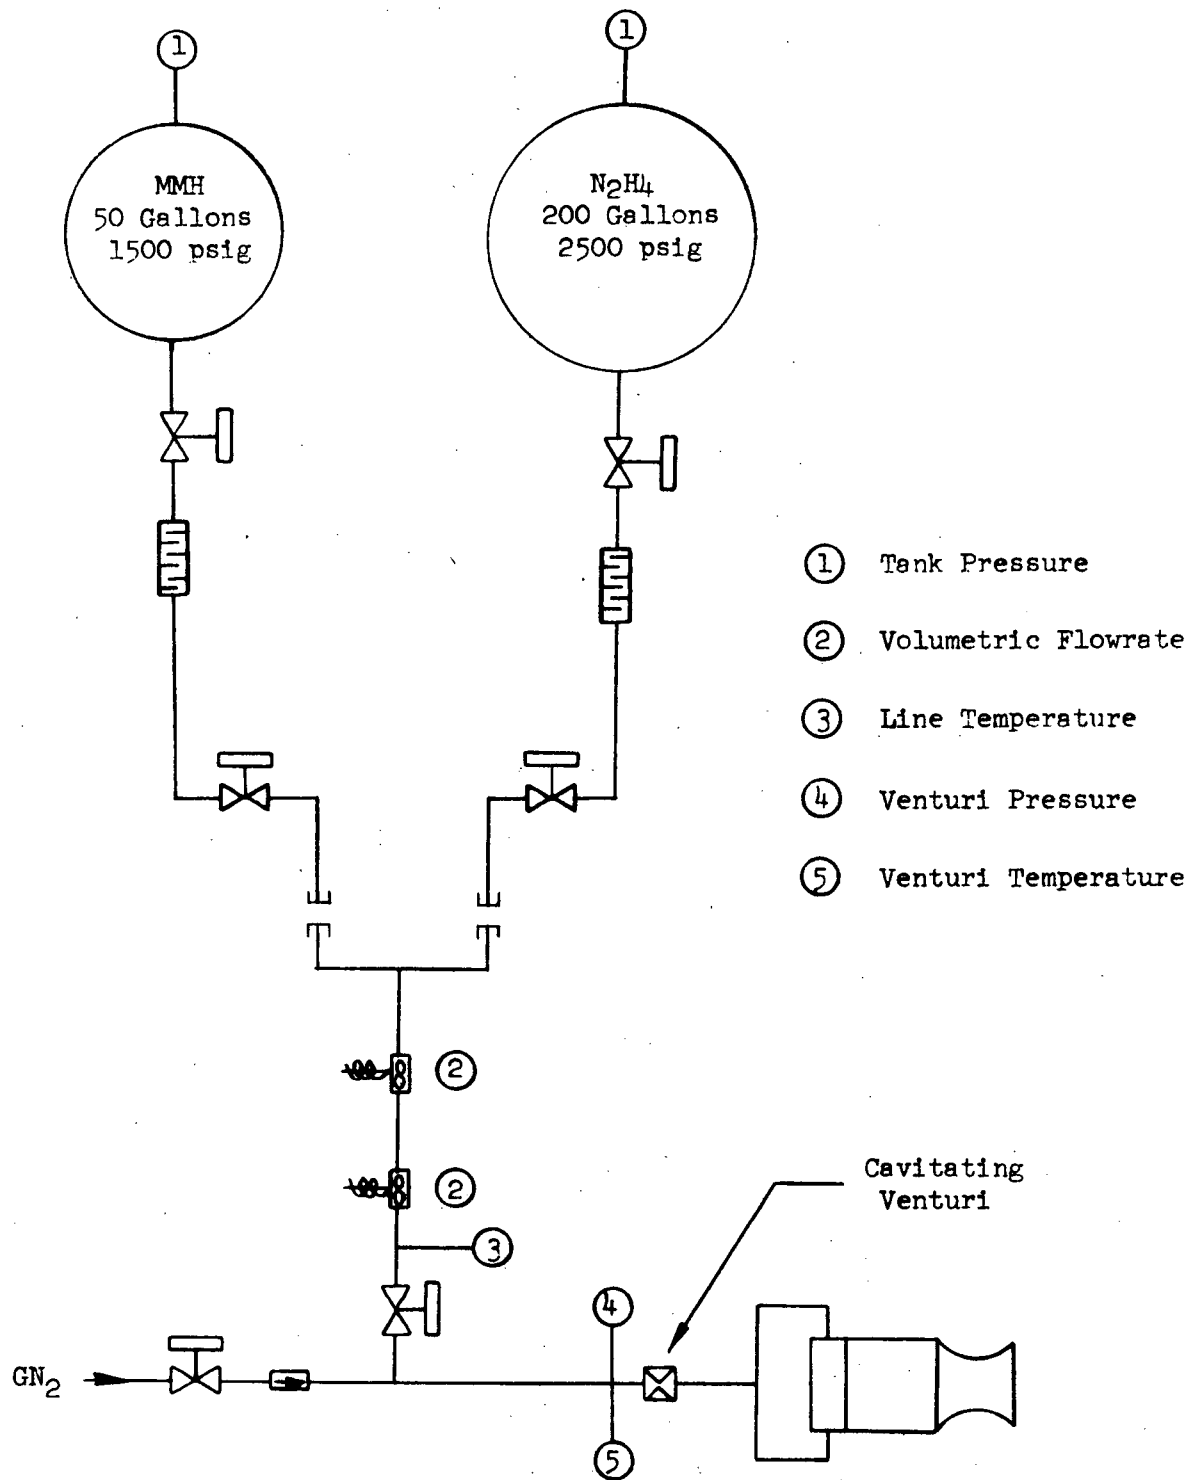 1
1
MMH
50 Gallons
1500 psig
N2H4
200 Gallons
2500 psig
1 Tank Pressure
2 Volumetric Flowrate
3 Line Temperature
4 Venturi Pressure
5 Venturi Temperature
2
2
3
Cavitating
Venturi
4
GN2
5